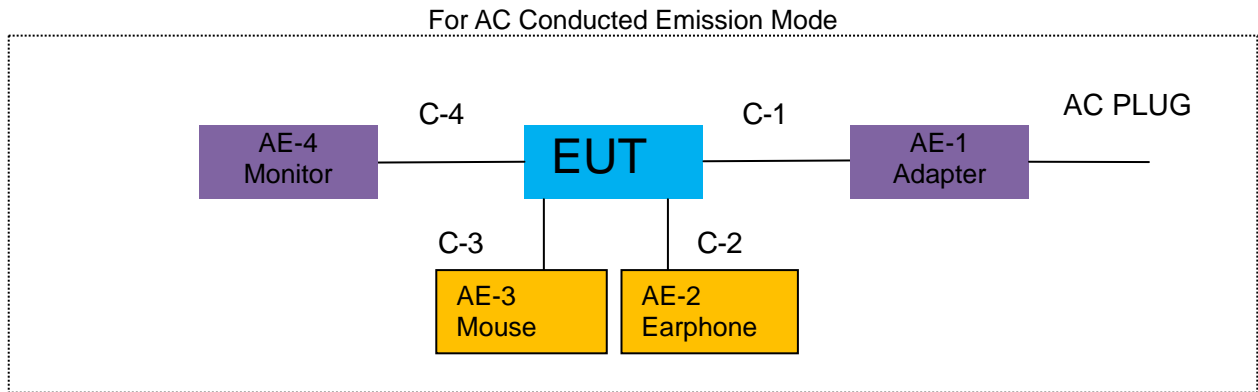 For AC Conducted Emission Mode
AC PLUG
C-4
C-1
AE-4
Monitor
EUT
AE-1
Adapter
C-3
C-2
AE-3
Mouse
AE-2
Earphone